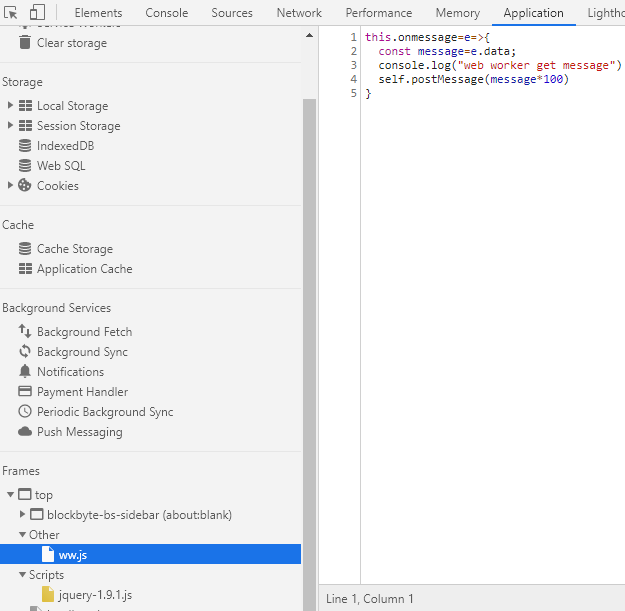 Elements Console Sources Network Performance Memory Application
Clear storage
Storage
Local Storage
Session Storage
IndexedDB
Web SQL
Cookies
Cache
Cache Storage
Application Cache
Background Services
Background Fetch
Background Sync
Notifications
Payment Handler
Periodic Background Sync
Push Messaging
Frames
top
blockbyte-bs-sidebar (about:blank)
Other
ww.js
Scripts
jquery-1.9.1.js
1 this.onmessage=e=>{
2 const message=e.data;
3 console.log("web worker get message")
4 self.postMessage(message*100)
5 }
Line 1, Column 1